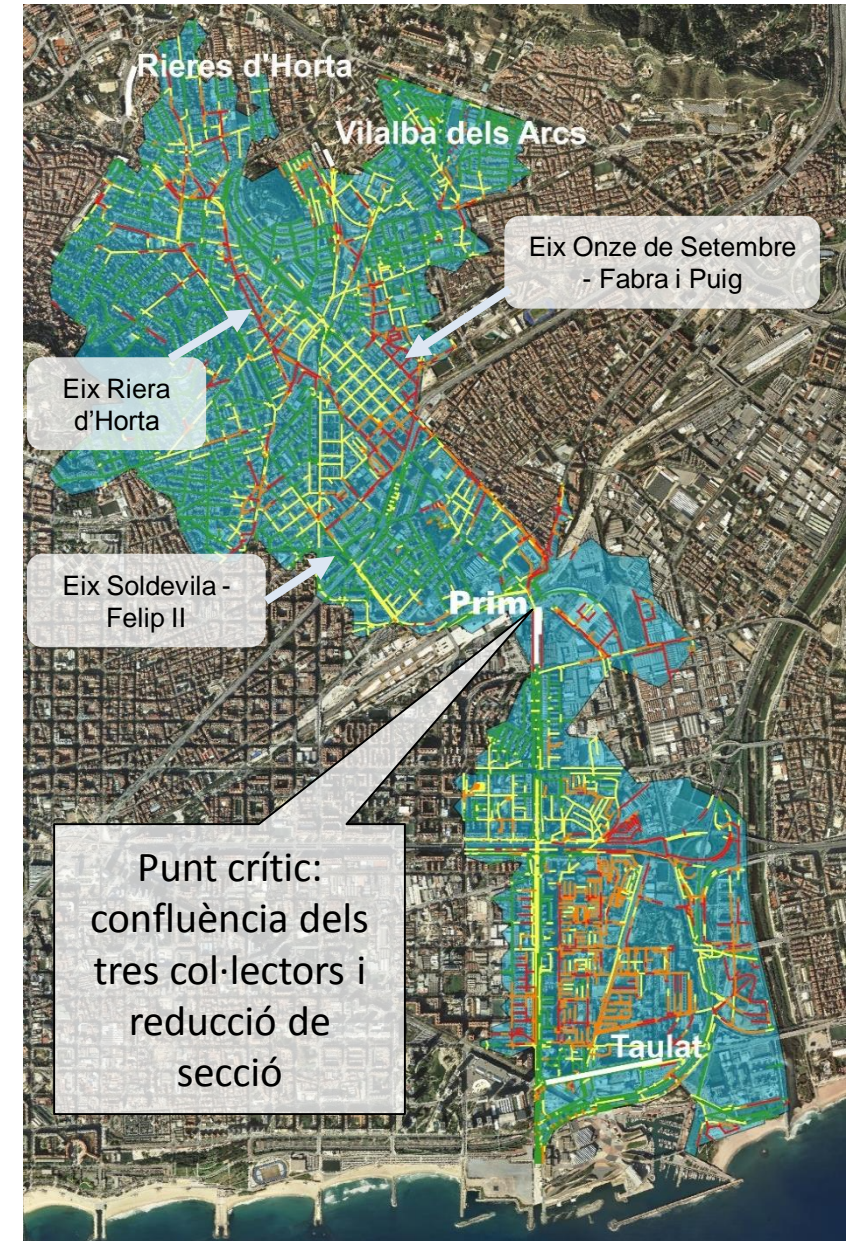 Rieres d'Horta
Vilalba dels Arcs
Eix Onze de Setembre
- Fabra i Puig
Eix Riera
d’Horta
Eix Soldevila -
Felip II
Prim
Punt crític:
confluència dels
tres col·lectors i
reducció de
secció
Taulat